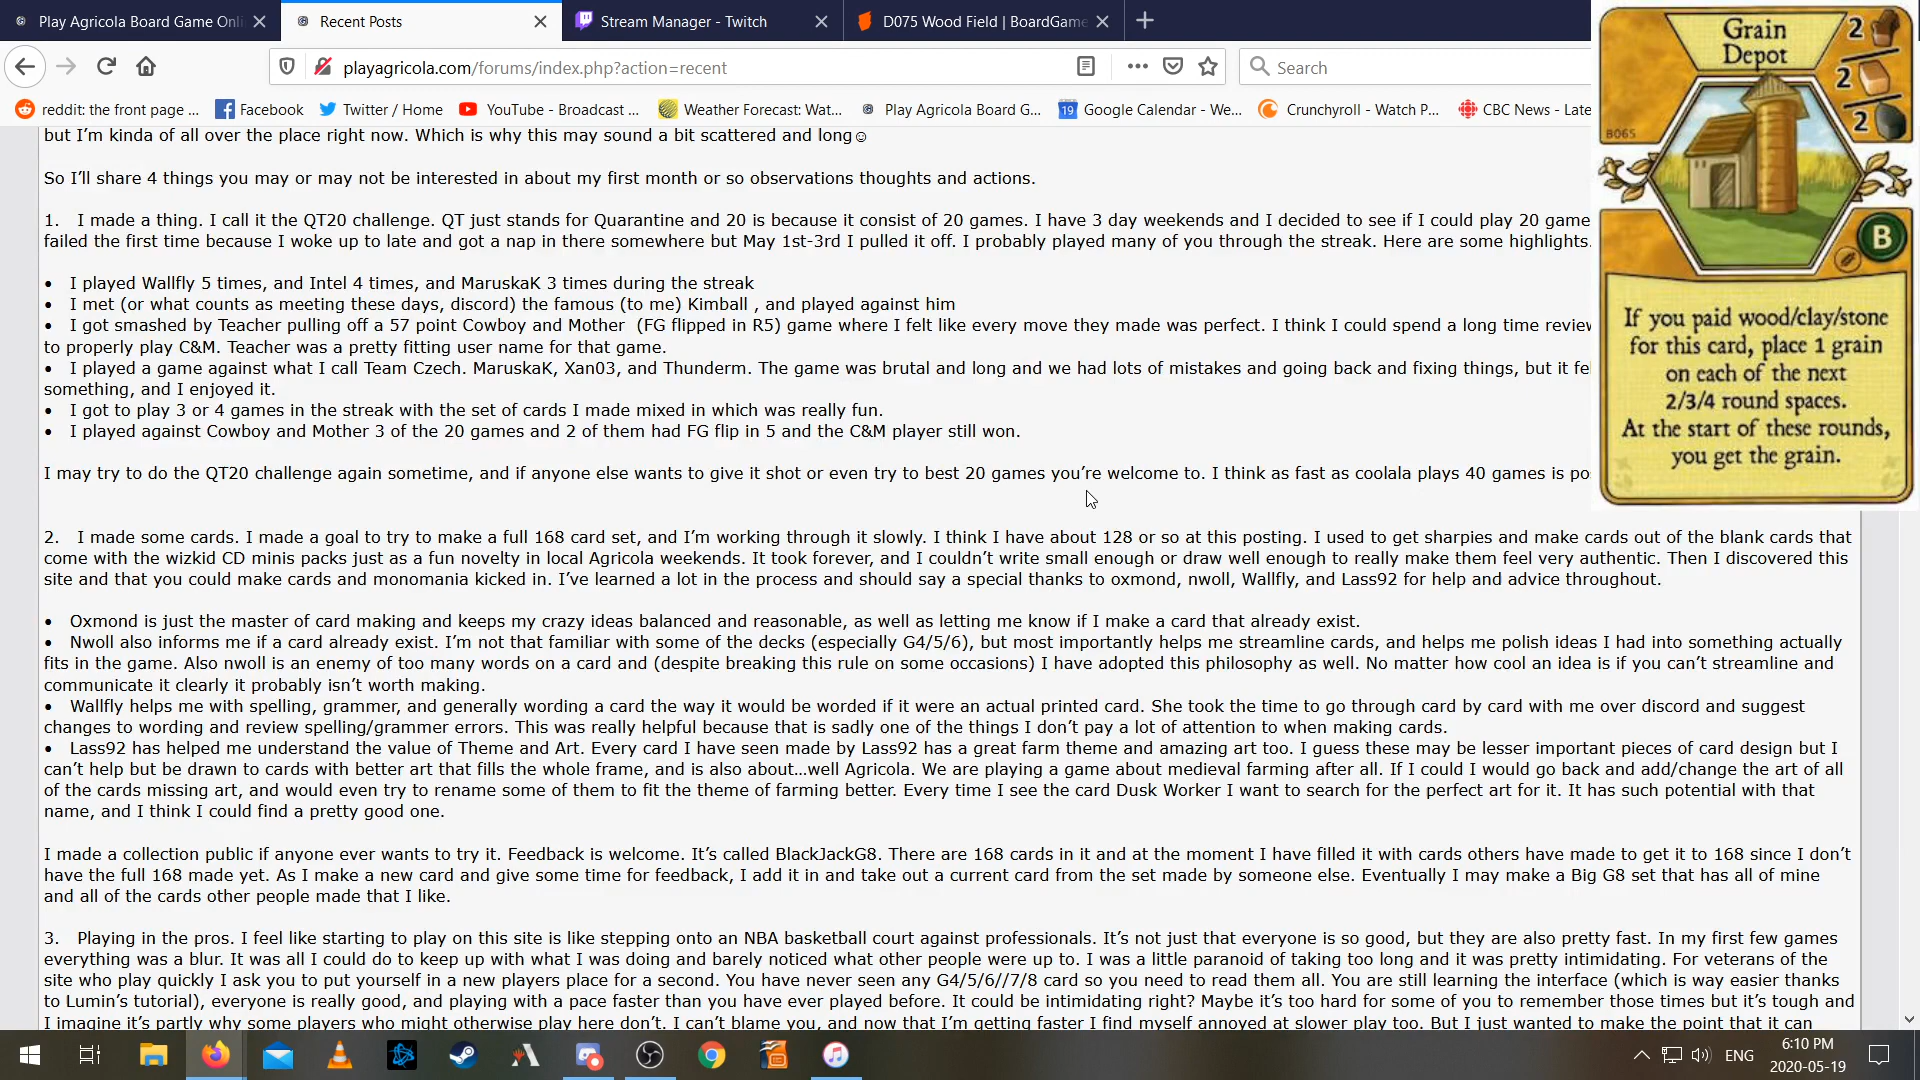 Play Agricola Board Game Onli
Recent Posts
Stream Manager - Twitch
D075 Wood Field | BoardGame
playagricola.com/forums/index.php?action=recent
Search
reddit: the front page ...
Facebook
Twitter / Home
YouTube - Broadcast ...
Weather Forecast: Wat...
Play Agricola Board G...
19
Google Calendar - We...
Crunchyroll - Watch P...
CBC News - Late
but I'm kinda of all over the place right now. Which is why this may sound a bit scattered and long☺
So I'll share 4 things you may or may not be interested in about my first month or so observations thoughts and actions.
1. I made a thing. I call it the QT20 challenge. QT just stands for Quarantine and 20 is because it consist of 20 games. I have 3 day weekends and I decided to see if I could play 20 game
failed the first time because I woke up to late and got a nap in there somewhere but May 1st-3rd I pulled it off. I probably played many of you through the streak. Here are some highlights.
• I played Wallfly 5 times, and Intel 4 times, and MaruskaK 3 times during the streak
• I met (or what counts as meeting these days, discord) the famous (to me) Kimball , and played against him
• I got smashed by Teacher pulling off a 57 point Cowboy and Mother (FG flipped in R5) game where I felt like every move they made was perfect. I think I could spend a long time review
to properly play C&M. Teacher was a pretty fitting user name for that game.
• I played a game against what I call Team Czech. MaruskaK, Xan03, and Thunderm. The game was brutal and long and we had lots of mistakes and going back and fixing things, but it fel
something, and I enjoyed it.
• I got to play 3 or 4 games in the streak with the set of cards I made mixed in which was really fun.
• I played against Cowboy and Mother 3 of the 20 games and 2 of them had FG flip in 5 and the C&M player still won.
I may try to do the QT20 challenge again sometime, and if anyone else wants to give it shot or even try to best 20 games you're welcome to. I think as fast as coolala plays 40 games is po
2. I made some cards. I made a goal to try to make a full 168 card set, and I'm working through it slowly. I think I have about 128 or so at this posting. I used to get sharpies and make cards out of the blank cards that
come with the wizkid CD minis packs just as a fun novelty in local Agricola weekends. It took forever, and I couldn't write small enough or draw well enough to really make them feel very authentic. Then I discovered this
site and that you could make cards and monomania kicked in. I've learned a lot in the process and should say a special thanks to oxmond, nwoll, Wallfly, and Lass92 for help and advice throughout.
• Oxmond is just the master of card making and keeps my crazy ideas balanced and reasonable, as well as letting me know if I make a card that already exist.
• Nwoll also informs me if a card already exist. I'm not that familiar with some of the decks (especially G4/5/6), but most importantly helps me streamline cards, and helps me polish ideas I had into something actually
fits in the game. Also nwoll is an enemy of too many words on a card and (despite breaking this rule on some occasions) I have adopted this philosophy as well. No matter how cool an idea is if you can't streamline and
communicate it clearly it probably isn't worth making.
• Wallfly helps me with spelling, grammer, and generally wording a card the way it would be worded if it were an actual printed card. She took the time to go through card by card with me over discord and suggest
changes to wording and review spelling/grammer errors. This was really helpful because that is sadly one of the things I don't pay a lot of attention to when making cards.
• Lass92 has helped me understand the value of Theme and Art. Every card I have seen made by Lass92 has a great farm theme and amazing art too. I guess these may be lesser important pieces of card design but I
can't help but be drawn to cards with better art that fills the whole frame, and is also about...well Agricola. We are playing a game about medieval farming after all. If I could I would go back and add/change the art of all
of the cards missing art, and would even try to rename some of them to fit the theme of farming better. Every time I see the card Dusk Worker I want to search for the perfect art for it. It has such potential with that
name, and I think I could find a pretty good one.
I made a collection public if anyone ever wants to try it. Feedback is welcome. It's called BlackJackG8. There are 168 cards in it and at the moment I have filled it with cards others have made to get it to 168 since I don't
have the full 168 made yet. As I make a new card and give some time for feedback, I add it in and take out a current card from the set made by someone else. Eventually I may make a Big G8 set that has all of mine
and all of the cards other people made that I like.
3. Playing in the pros. I feel like starting to play on this site is like stepping onto an NBA basketball court against professionals. It's not just that everyone is so good, but they are also pretty fast. In my first few games
everything was a blur. It was all I could do to keep up with what I was doing and barely noticed what other people were up to. I was a little paranoid of taking too long and it was pretty intimidating. For veterans of the
site who play quickly I ask you to put yourself in a new players place for a second. You have never seen any G4/5/6//7/8 card so you need to read them all. You are still learning the interface (which is way easier thanks
to Lumin's tutorial), everyone is really good, and playing with a pace faster than you have ever played before. It could be intimidating right? Maybe it's too hard for some of you to remember those times but it's tough and
I imagine it's partly why some players who might otherwise play here don't. I can't blame you, and now that I'm getting faster I find myself annoyed at slower play too. But I just wanted to make the point that it can
Grain
Depot
2
2
2
B065
B
If you paid wood/clay/stone
for this card, place 1 grain
on each of the next
2/3/4 round spaces.
At the start of these rounds,
you get the grain.
ENG
6:10 PM
2020-05-19